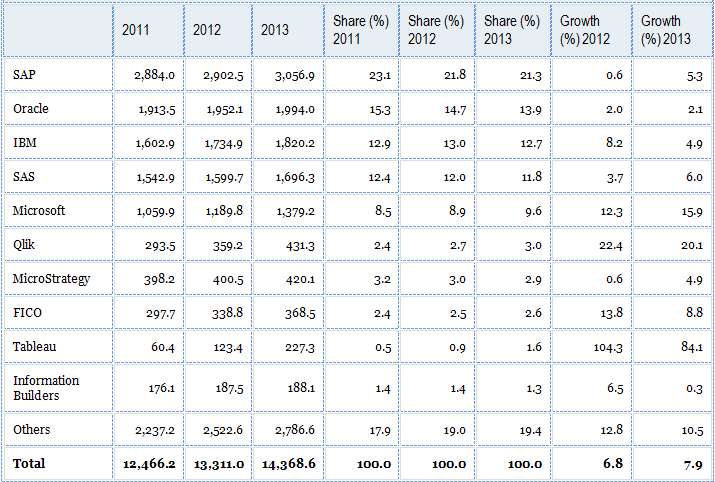 2011 2012 2013 Share (%) 2011 Share (%) 2012 Share (%) 2013 Growth (%) 2012 Growth (%) 2013
SAP 2,884.0 2,902.5 3,056.9 23.1 21.8 21.3 0.6 5.3
Oracle 1,913.5 1,952.1 1,994.0 15.3 14.7 13.9 2.0 2.1
IBM 1,602.9 1,734.9 1,820.2 12.9 13.0 12.7 8.2 4.9
SAS 1,542.9 1,599.7 1,696.3 12.4 12.0 11.8 3.7 6.0
Microsoft 1,059.9 1,189.8 1,379.2 8.5 8.9 9.6 12.3 15.9
Qlik 293.5 359.2 431.3 2.4 2.7 3.0 22.4 20.1
MicroStrategy 398.2 400.5 420.1 3.2 3.0 2.9 0.6 4.9
FICO 297.7 338.8 368.5 2.4 2.5 2.6 13.8 8.8
Tableau 60.4 123.4 227.3 0.5 0.9 1.6 104.3 84.1
Information Builders 176.1 187.5 188.1 1.4 1.4 1.3 6.5 0.3
Others 2,237.2 2,522.6 2,786.6 17.9 19.0 19.4 12.8 10.5
Total 12,466.2 13,311.0 14,368.6 100.0 100.0 100.0 6.8 7.9